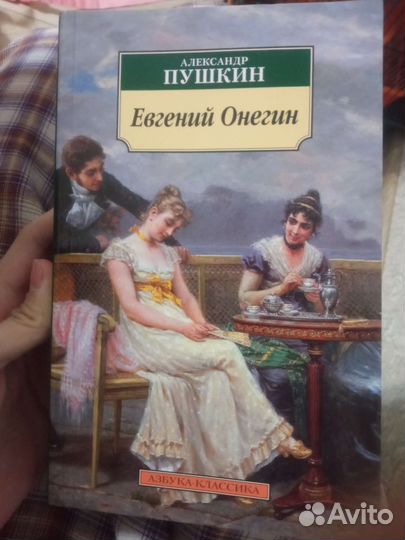 АЛЕКСАНДР
ПУШКИН
Евгений Онегин
АЗБУКА-КЛАССИКА
Avito